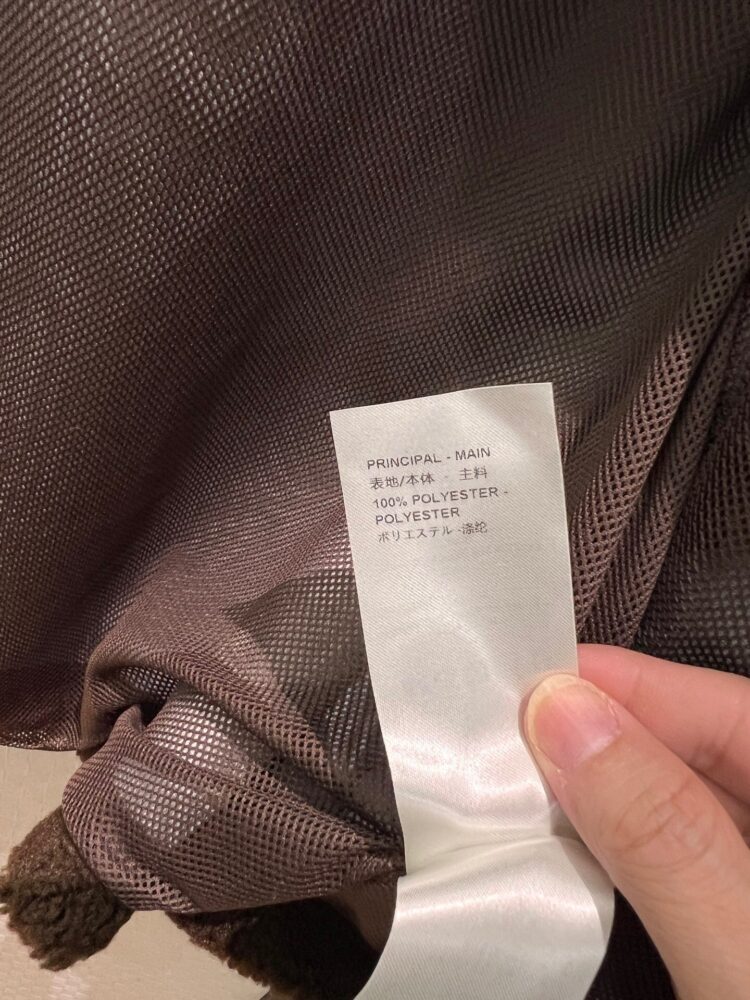 PRINCIPAL - MAIN
表地/本体 - 主料
100% POLYESTER -
POLYESTER
ポリエステル -涤纶